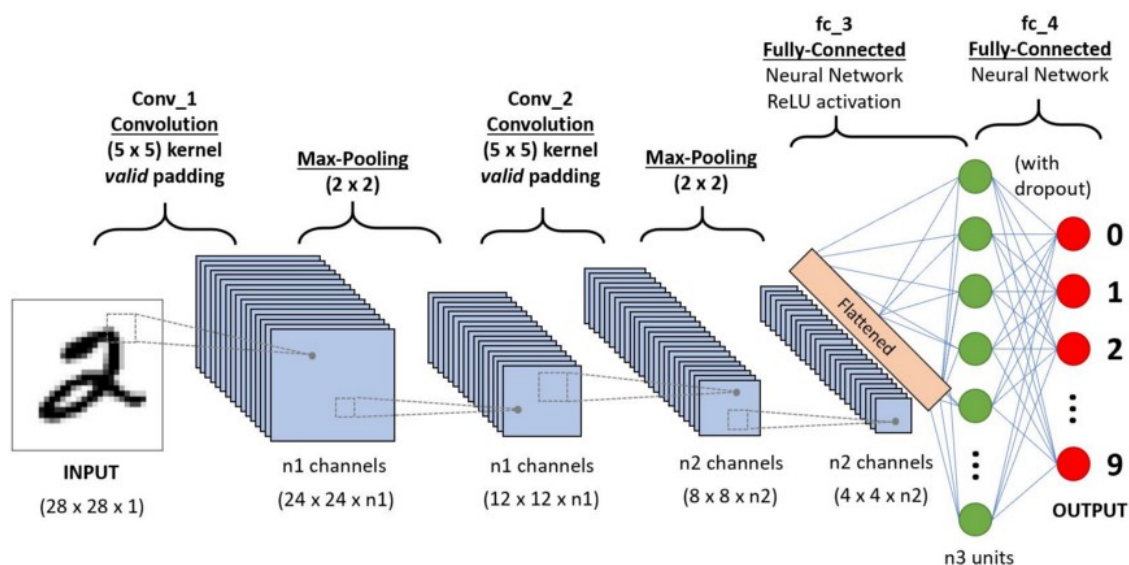 fc_3
Fully-Connected
Neural Network
ReLU activation
fc_4
Fully-Connected
Neural Network
Conv_1
Convolution
(5 x 5) kernel
valid padding
Max-Pooling
(2 x 2)
Conv_2
Convolution
(5 x 5) kernel
valid padding
Max-Pooling
(2 x 2)
(with
dropout)
Flattened
0
1
2
9
INPUT
(28 x 28 x 1)
n1 channels
(24 x 24 x n1)
n1 channels
(12 x 12 x n1)
n2 channels
(8 x 8 x n2)
n2 channels
(4 x 4 x n2)
OUTPUT
n3 units
2